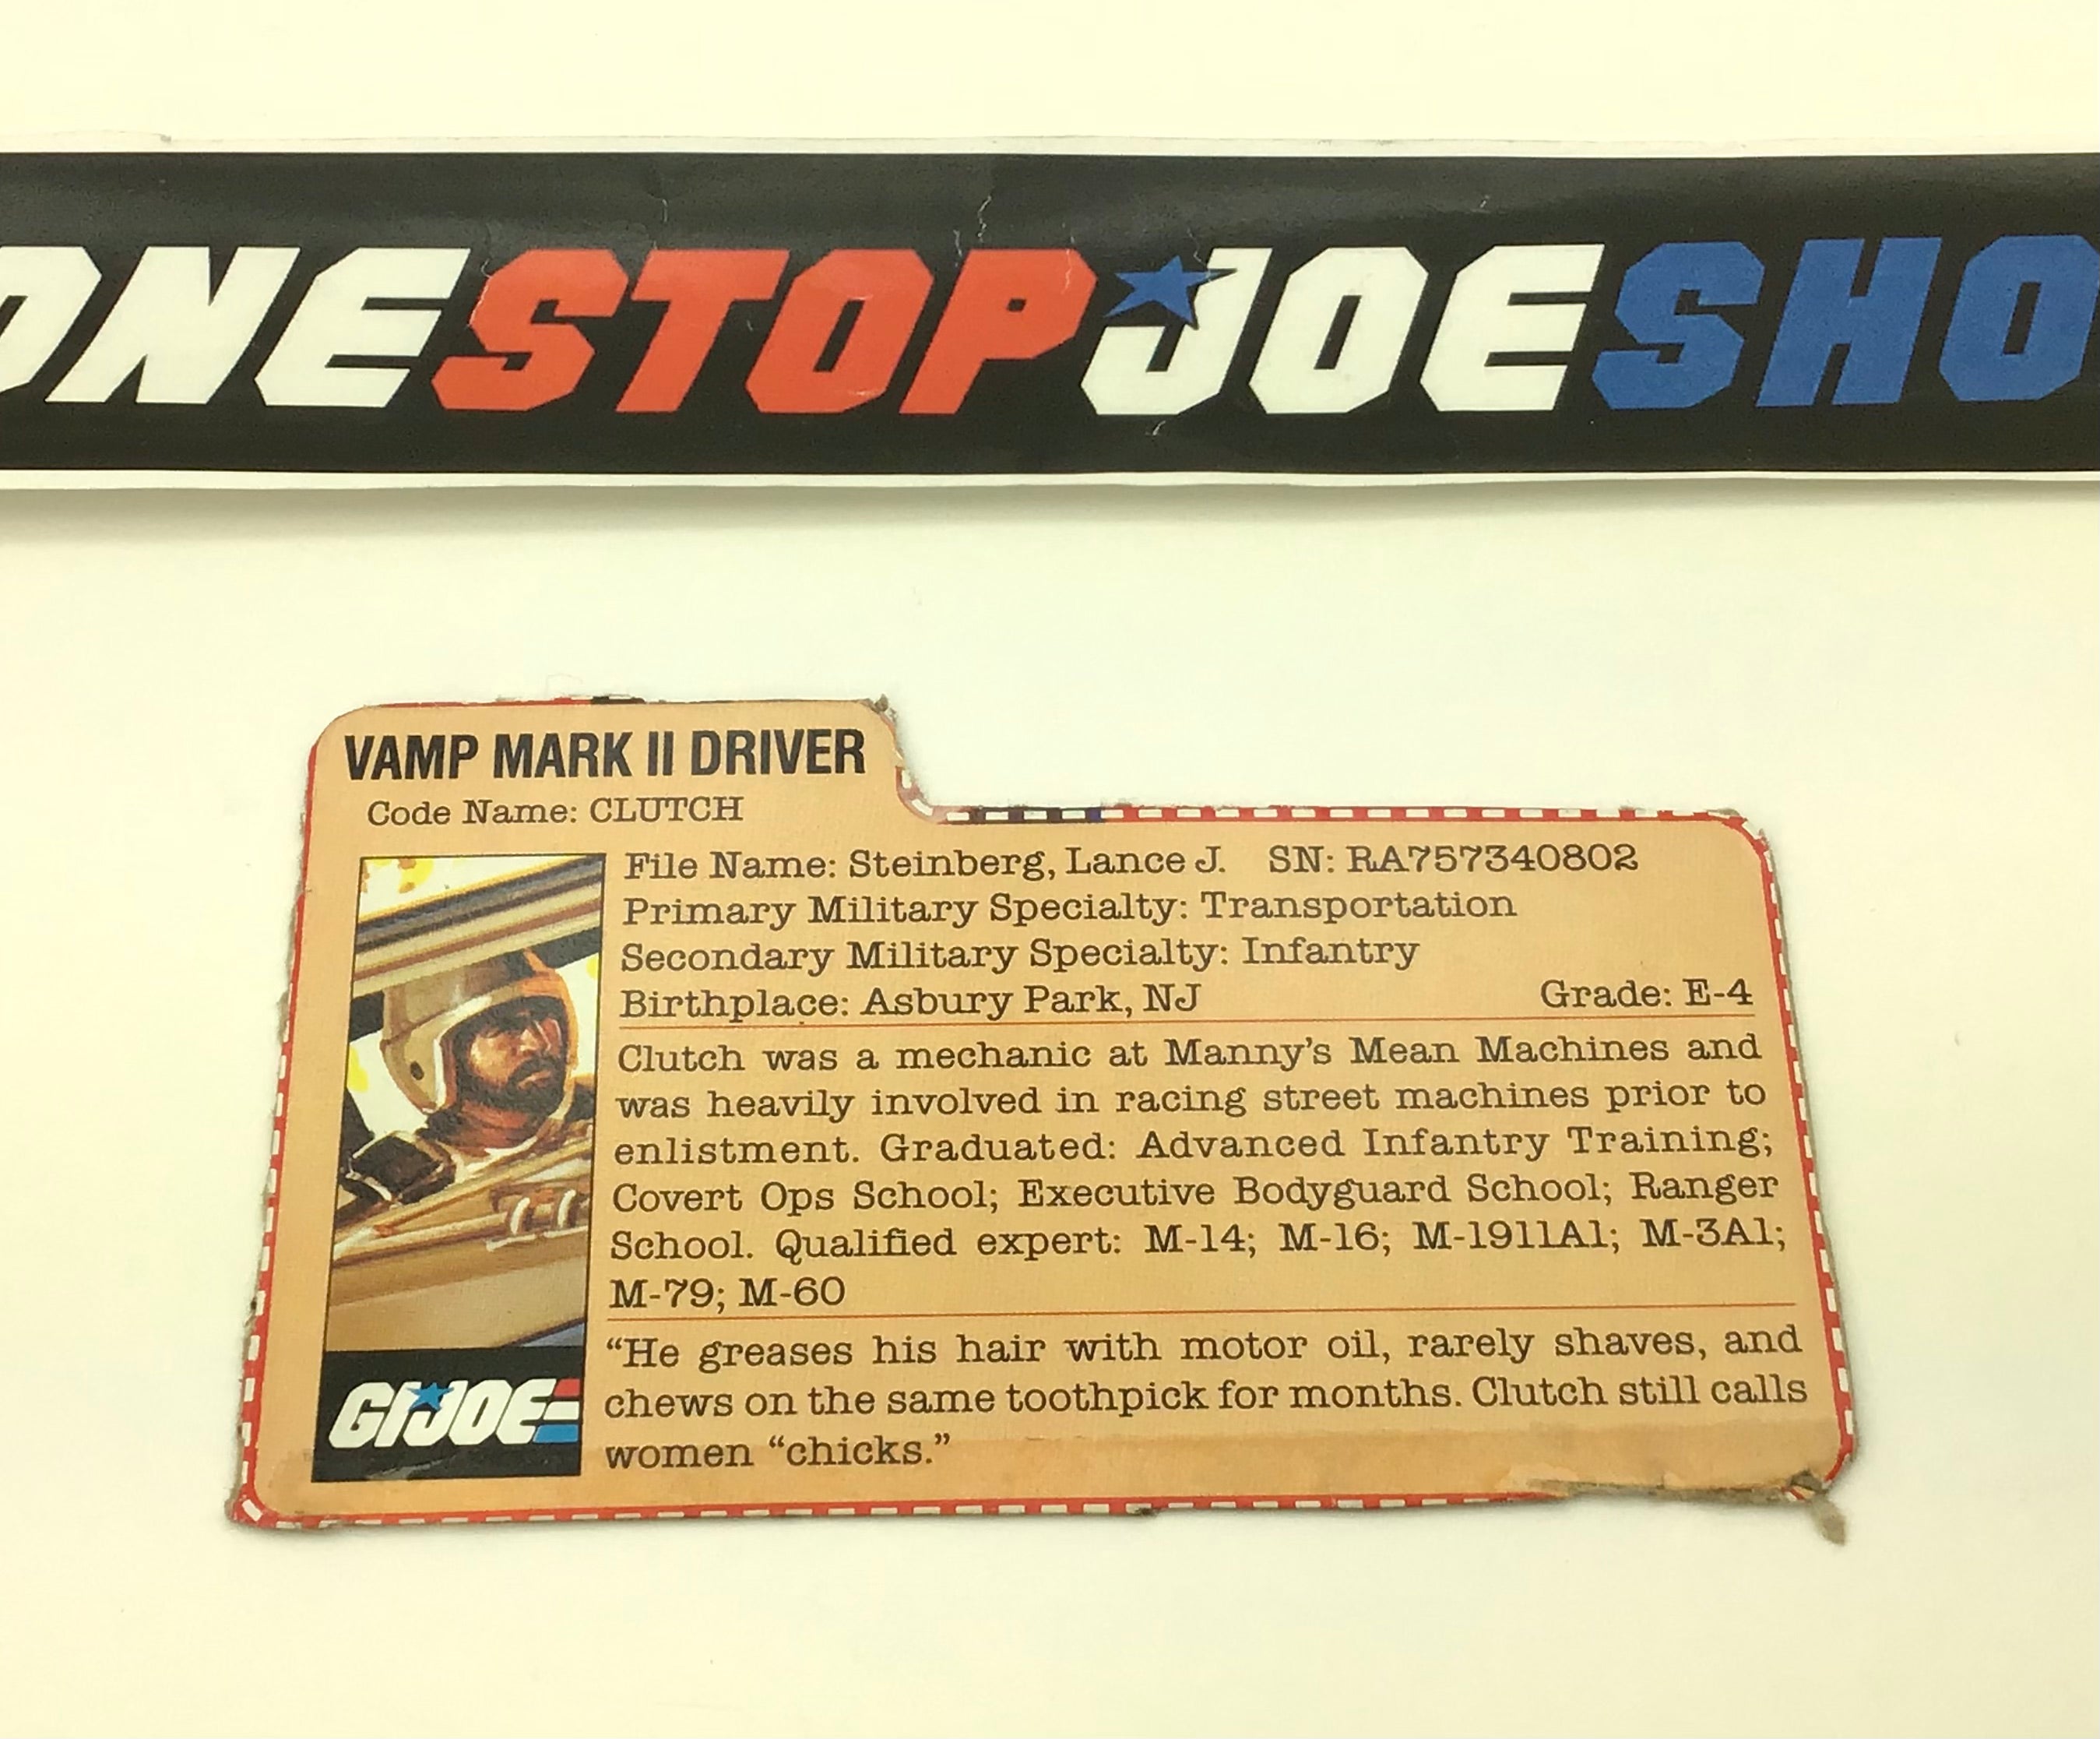 ONESTOPJOESHO
VAMP MARK II DRIVER
Code Name: CLUTCH
File Name: Steinberg, Lance J. SN: RA757340802
Primary Military Specialty: Transportation
Secondary Military Specialty: Infantry
Birthplace: Asbury Park, NJ Grade: E-4
Clutch was a mechanic at Manny's Mean Machines and
was heavily involved in racing street machines prior to
enlistment. Graduated: Advanced Infantry Training;
Covert Ops School; Executive Bodyguard School; Ranger
School. Qualified expert: M-14; M-16; M-1911A1; M-3A1;
M-79; M-60
“He greases his hair with motor oil, rarely shaves, and
chews on the same toothpick for months. Clutch still calls
women “chicks.”
GIJOE